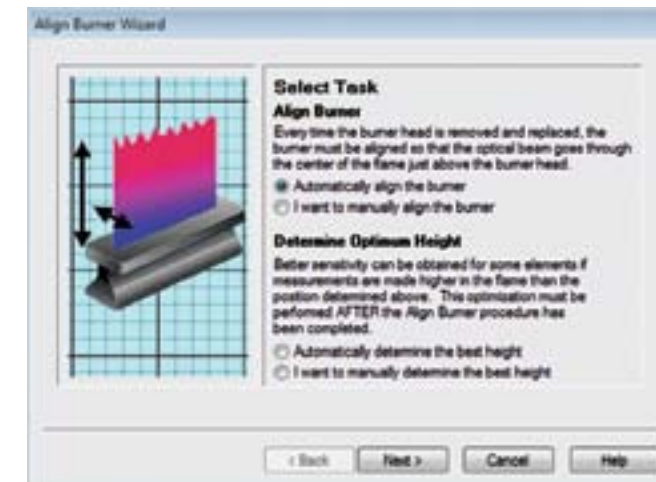 Align Burner Wizard
Select Task
Align Burner
Every time the burner head is removed and replaced, the
burner must be aligned so that the optical beam goes through
the center of the flame just above the burner head.
Automatically align the burner
I want to manually align the burner
Determine Optimum Height
Better sensitivity can be obtained for some elements if
measurements are made higher in the flame than the
position determined above. This optimization must be
performed AFTER the Align Burner procedure has
been completed.
Automatically determine the best height
I want to manually determine the best height
< Back
Next >
Cancel
Help